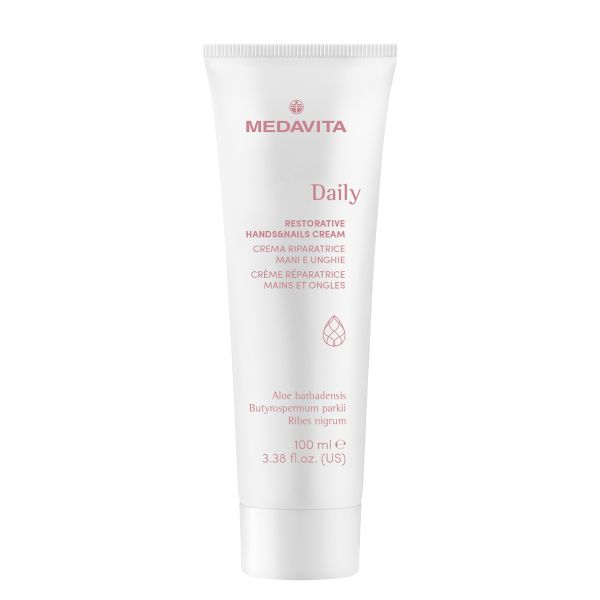 MEDAVITA
Daily
RESTORATIVE
HANDS&NAILS CREAM
CREMA RIPARATRICE
MANI E UNGHIE
CRÈME RÉPARATRICE
MAINS ET ONGLES
Aloe barbadensis
Butyrospermum parkii
Ribes nigrum
100 ml ℮
3.38 fl.oz. (US)